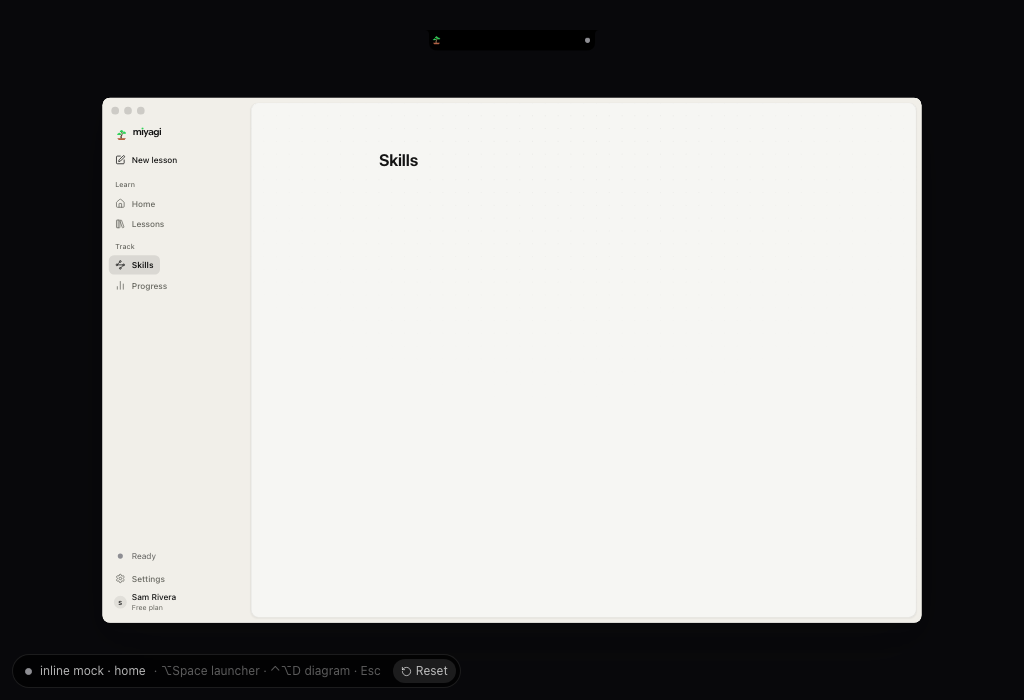 miyagi
New lesson
Learn
Home
Lessons
Track
Skills
Progress
Skills
Ready
Settings
S
Sam Rivera
Free plan
inline mock · home · ⌥Space launcher · ⌃⌥D diagram · Esc
Reset